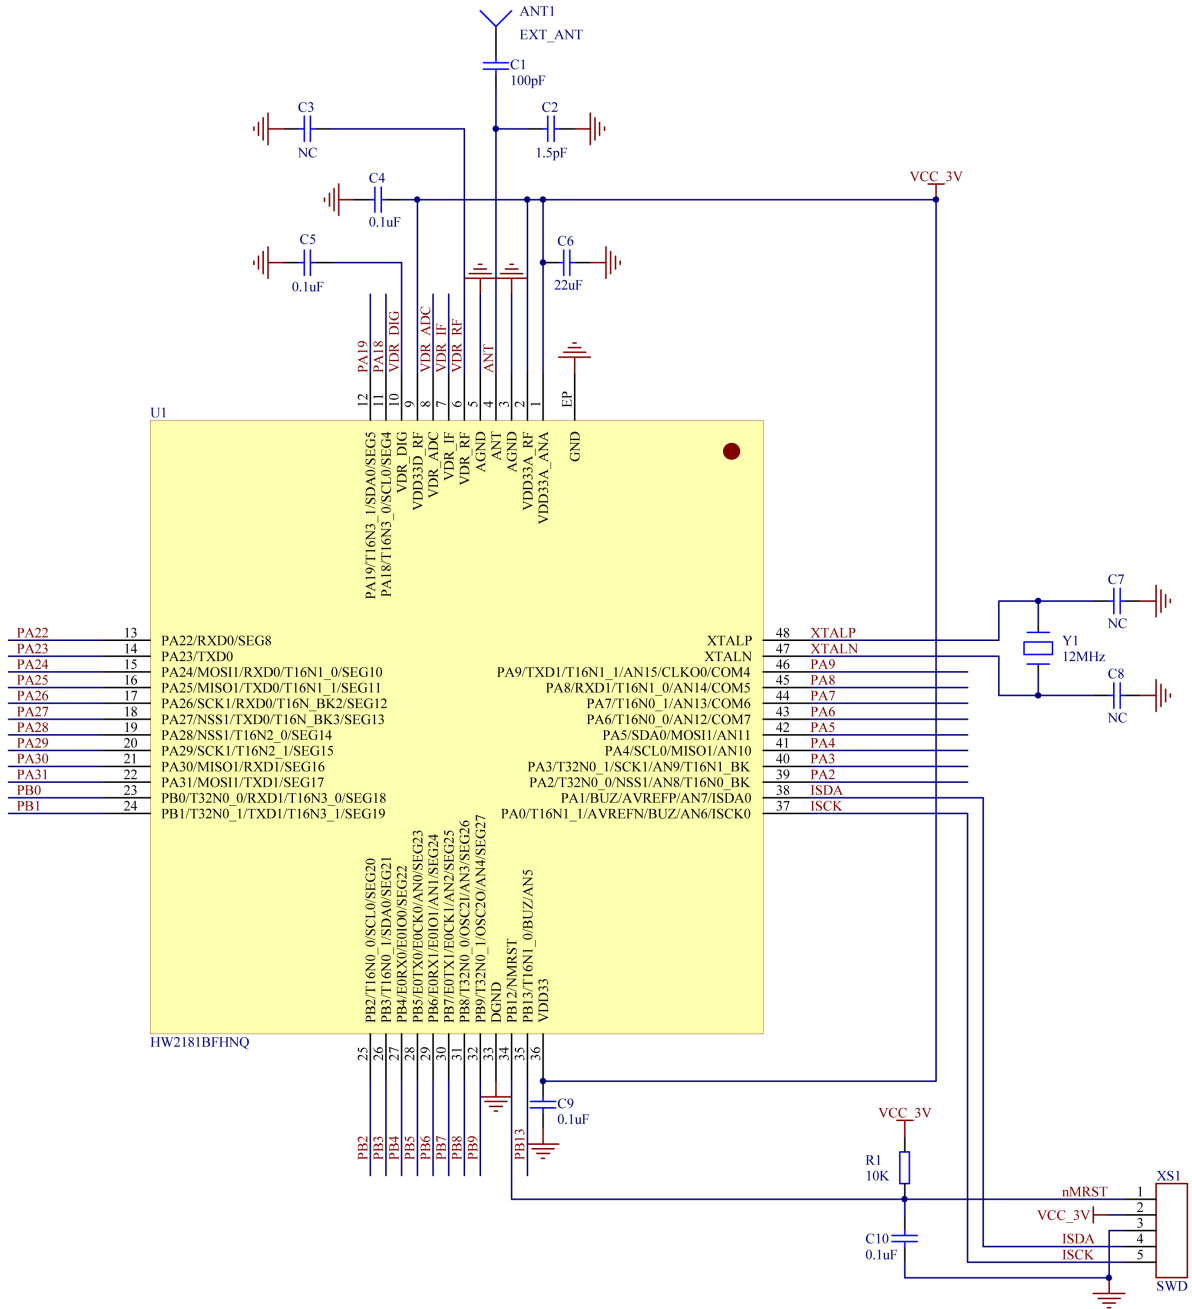 ANT1
EXT_ANT
C1
100pF
C3
NC
C2
1.5pF
C4
0.1uF
VCC_3V
C5
0.1uF
C6
22uF
PA19
PA18
VDR_DIG
VDR_ADC
VDR_IF
VDR_RF
ANT
12
11
10
9
8
7
6
5
4
3
2
1
EP
U1
PA19/T16N3_1/SDA0/SEG5
PA18/T16N3_0/SCL0/SEG4
VDR_DIG
VDD33D_RF
VDR_ADC
VDR_IF
VDR_RF
AGND
ANT
AGND
VDD33A_RF
VDD33A_ANA
GND
PA22 13 PA22/RXD0/SEG8
PA23 14 PA23/TXD0
PA24 15 PA24/MOSI1/RXD0/T16N1_0/SEG10
PA25 16 PA25/MISO1/TXD0/T16N1_1/SEG11
PA26 17 PA26/SCK1/RXD0/T16N_BK2/SEG12
PA27 18 PA27/NSS1/TXD0/T16N_BK3/SEG13
PA28 19 PA28/NSS1/T16N2_0/SEG14
PA29 20 PA29/SCK1/T16N2_1/SEG15
PA30 21 PA30/MISO1/RXD1/SEG16
PA31 22 PA31/MOSI1/TXD1/SEG17
PB0 23 PB0/T32N0_0/RXD1/T16N3_0/SEG18
PB1 24 PB1/T32N0_1/TXD1/T16N3_1/SEG19
XTALP 48 XTALP
XTALN 47 XTALN
PA9/TXD1/T16N1_1/AN15/CLKO0/COM4 46 PA9
PA8/RXD1/T16N1_0/AN14/COM5 45 PA8
PA7/T16N0_1/AN13/COM6 44 PA7
PA6/T16N0_0/AN12/COM7 43 PA6
PA5/SDA0/MOSI1/AN11 42 PA5
PA4/SCL0/MISO1/AN10 41 PA4
PA3/T32N0_1/SCK1/AN9/T16N1_BK 40 PA3
PA2/T32N0_0/NSS1/AN8/T16N0_BK 39 PA2
PA1/BUZ/AVREFP/AN7/ISDA0 38 ISDA
PA0/T16N1_1/AVREFN/BUZ/AN6/ISCK0 37 ISCK
C7
NC
Y1
12MHz
C8
NC
PB2/T16N0_0/SCL0/SEG20
PB3/T16N0_1/SDA0/SEG21
PB4/E0RX0/E0IO0/SEG22
PB5/E0TX0/E0CK0/AN0/SEG23
PB6/E0RX1/E0IO1/AN1/SEG24
PB7/E0TX1/E0CK1/AN2/SEG25
PB8/T32N0_0/OSC2I/AN3/SEG26
PB9/T32N0_1/OSC2O/AN4/SEG27
DGND
PB12/NMRST
PB13/T16N1_0/BUZ/AN5
VDD33
HW2181BFHNQ
25
26
27
28
29
30
31
32
33
34
35
36
PB2
PB3
PB4
PB5
PB6
PB7
PB8
PB9
PB13
C9
0.1uF
VCC_3V
R1
10K
C10
0.1uF
XS1
nMRST 1
VCC_3V 2
3
ISDA 4
ISCK 5
SWD